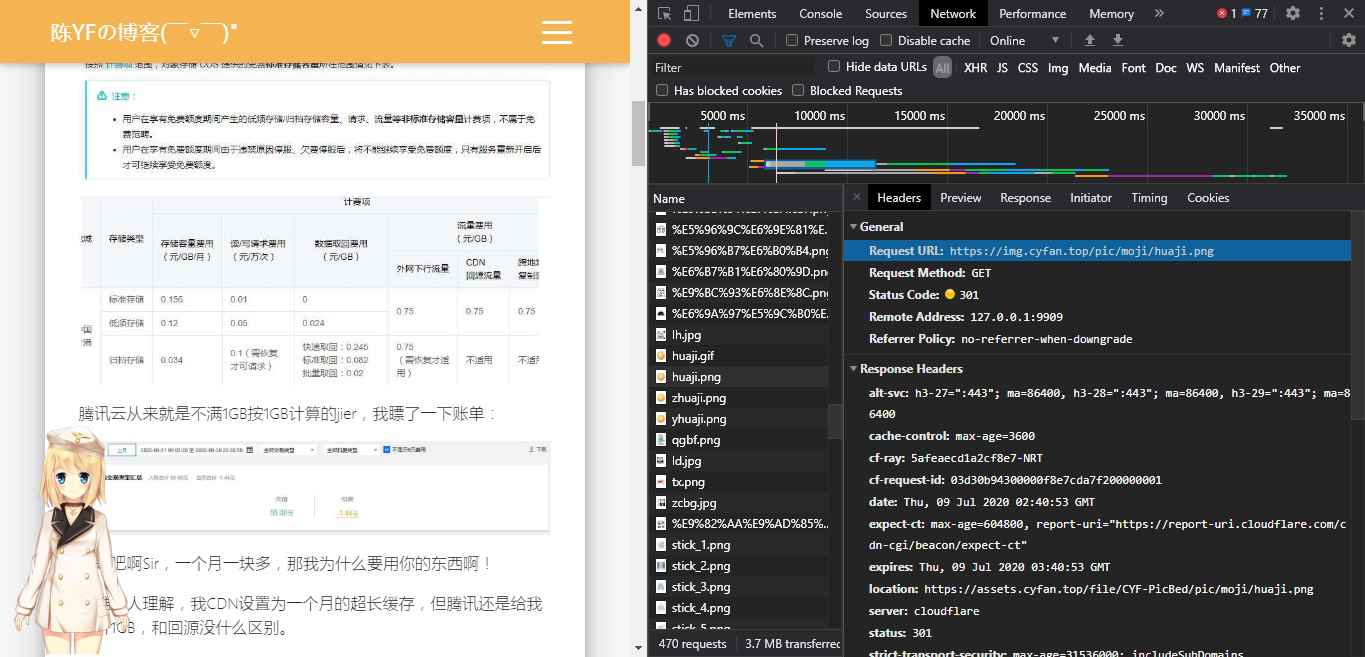 陈YFの博客(￣▽￣)"
按照 计费项 范围，对象存储 COS 提供的免费标准存储容量所在范围情况下表。
注意：
用户在享有免费额度期间产生的低频存储/归档存储容量、请求、流量等非标准存储容量计费项，不属于免
费范畴。
用户在享有免费额度期间由于违禁原因停服、欠费停服后，将不能继续享受免费额度，只有服务重新开启后
才可继续享受免费额度。
计费项
存储类型
存储容量费用
（元/GB/月）
读/写请求费用
（元/万次）
数据取回费用
（元/GB）
流量费用
（元/GB）
外网下行流量
CDN
回源流量
标准存储 0.156 0.01 0
0.75 0.75 0.75
低频存储 0.12 0.05 0.024
归档存储 0.034
0.1（需恢复
才可请求）
快速取回：0.245
标准取回：0.082
批量取回：0.02
0.75
（需恢复才适
用）
不适用
腾讯云从来就是不满1GB按1GB计算的jier，我瞟了一下账单：
上月
下载
吧啊Sir，一个月一块多，那我为什么要用你的东西啊！
人理解，我CDN设置为一个月的超长缓存，但腾讯还是给我
1GB，和回源没什么区别。
Elements Console Sources Network Performance Memory » 1 77
Preserve log Disable cache Online
Filter Hide data URLs All XHR JS CSS Img Media Font Doc WS Manifest Other
Has blocked cookies Blocked Requests
5000 ms 10000 ms 15000 ms 20000 ms 25000 ms 30000 ms 35000 ms
Name
%E5%96%9C%E6%9E%81%E.
%E5%96%B7%E6%B0%B4.png
%E6%B7%B1%E6%80%9D.png
%E9%BC%93%E6%8E%8C.png
%E6%9A%97%E5%9C%B0%E.
lh.jpg
huaji.gif
huaji.png
zhuaji.png
yhuaji.png
qgbf.png
ld.jpg
tx.png
zcbg.jpg
%E9%82%AA%E9%AD%85%..
stick_1.png
stick_2.png
stick_3.png
stick_4.png
stick_5.png
470 requests 3.7 MB transferred
Headers Preview Response Initiator Timing Cookies
General
Request URL: https://img.cyfan.top/pic/moji/huaji.png
Request Method: GET
Status Code: 301
Remote Address: 127.0.0.1:9909
Referrer Policy: no-referrer-when-downgrade
Response Headers
alt-svc: h3-27=":443"; ma=86400, h3-28=":443"; ma=86400, h3-29=":443"; ma=8
6400
cache-control: max-age=3600
cf-ray: 5afeaecd1a2cf8e7-NRT
cf-request-id: 03d30b94300000f8e7cda7f200000001
date: Thu, 09 Jul 2020 02:40:53 GMT
expect-ct: max-age=604800, report-uri="https://report-uri.cloudflare.com/c
dn-cgi/beacon/expect-ct"
expires: Thu, 09 Jul 2020 03:40:53 GMT
location: https://assets.cyfan.top/file/CYF-PicBed/pic/moji/huaji.png
server: cloudflare
status: 301
strict-transport-security: max-age=31536000; includeSubDomains